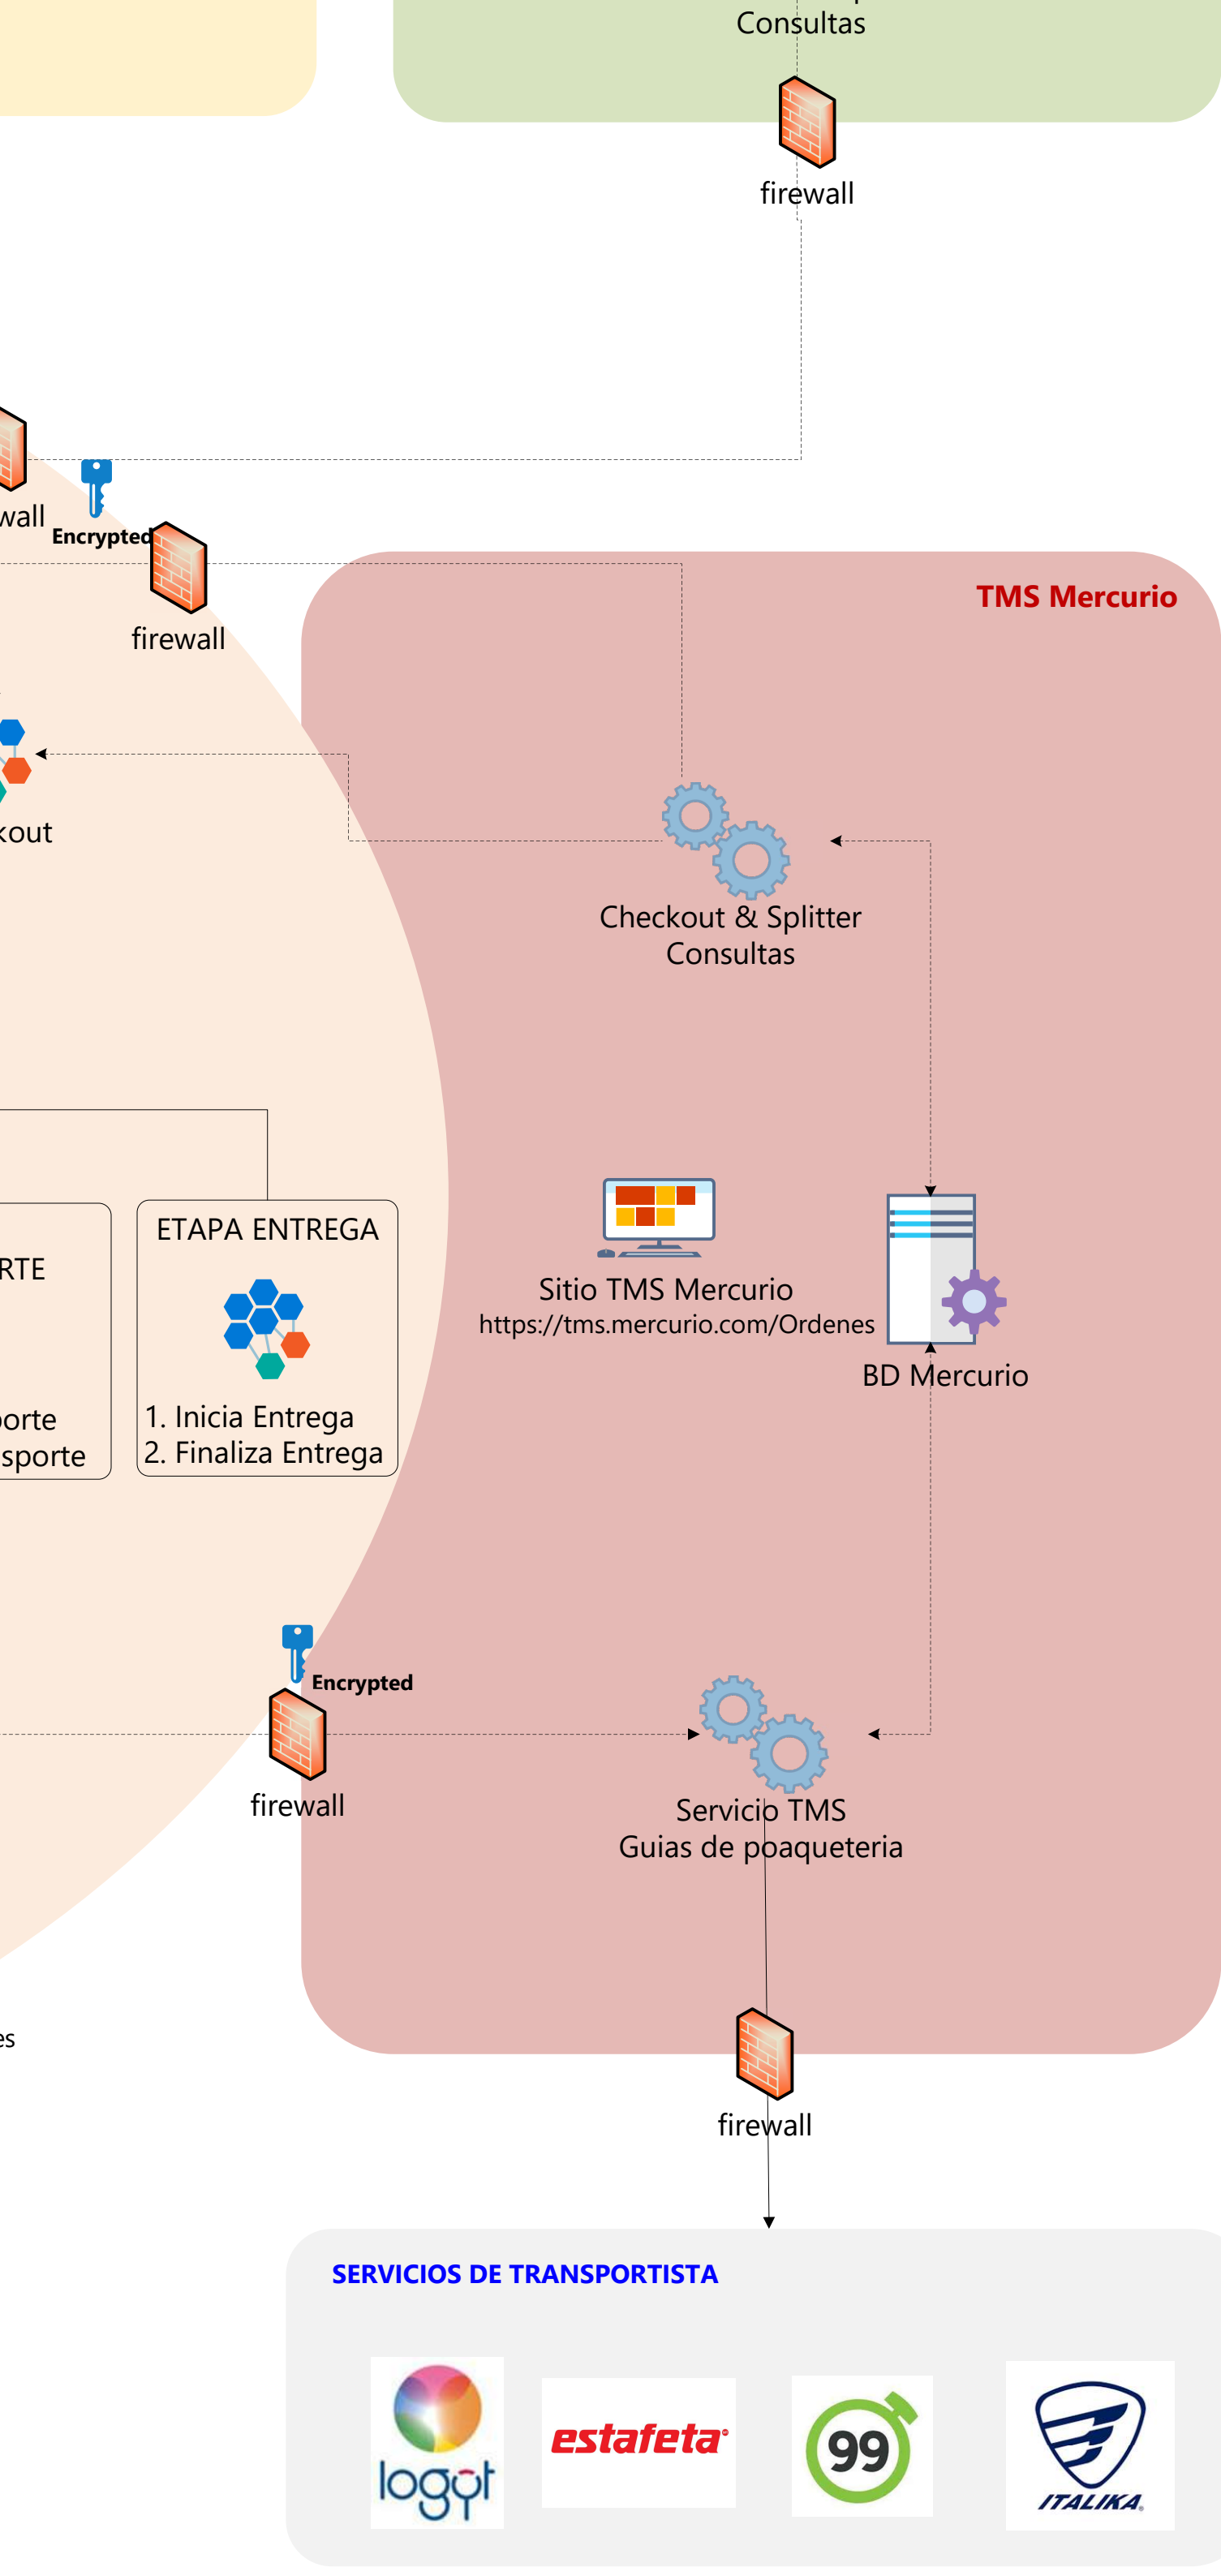 Consultas
firewall
wall
Encrypted
firewall
TMS Mercurio
kout
Checkout & Splitter
Consultas
ETAPA ENTREGA
RTE
Sitio TMS Mercurio
https://tms.mercurio.com/Ordenes
BD Mercurio
porte
sporte
1. Inicia Entrega
2. Finaliza Entrega
Encrypted
firewall
Servicio TMS
Guias de poaqueteria
es
firewall
SERVICIOS DE TRANSPORTISTA
logyt
estafeta
99
ITALIKA